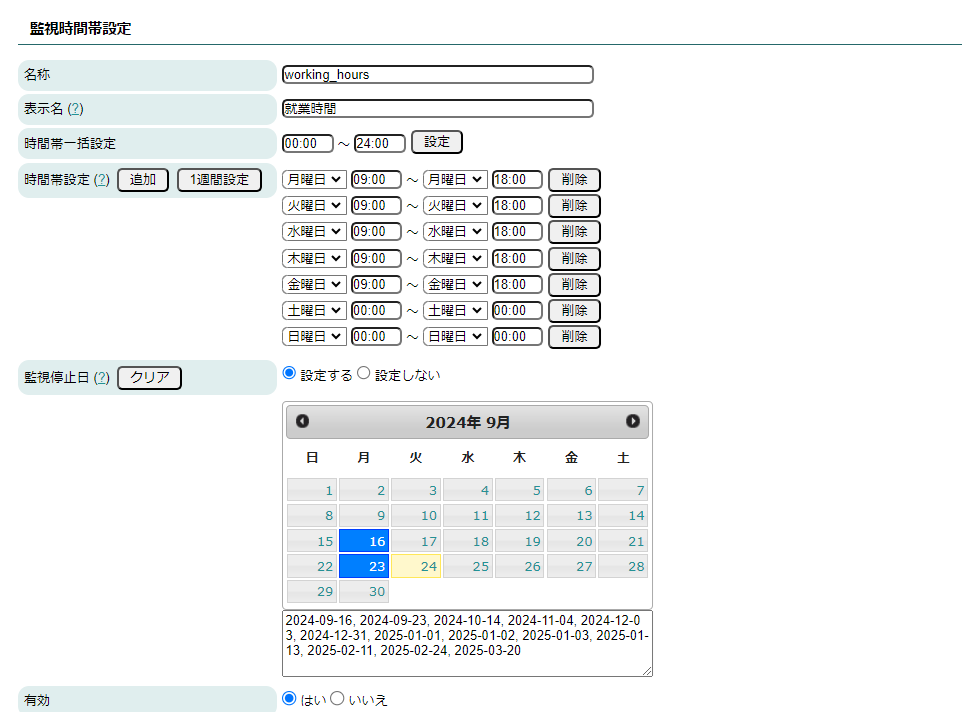 監視時間帯設定
名称 working_hours
表示名 (?) 就業時間
時間帯一括設定 00:00 ～ 24:00 設定
時間帯設定 (?) 追加 1週間設定 月曜日 09:00 ～ 月曜日 18:00 削除
火曜日 09:00 ～ 火曜日 18:00 削除
水曜日 09:00 ～ 水曜日 18:00 削除
木曜日 09:00 ～ 木曜日 18:00 削除
金曜日 09:00 ～ 金曜日 18:00 削除
土曜日 00:00 ～ 土曜日 00:00 削除
日曜日 00:00 ～ 日曜日 00:00 削除
監視停止日 (?) クリア 設定する 設定しない
2024年 9月
日 月 火 水 木 金 土
1 2 3 4 5 6 7
8 9 10 11 12 13 14
15 16 17 18 19 20 21
22 23 24 25 26 27 28
29 30
2024-09-16, 2024-09-23, 2024-10-14, 2024-11-04, 2024-12-0
3, 2024-12-31, 2025-01-01, 2025-01-02, 2025-01-03, 2025-01-
13, 2025-02-11, 2025-02-24, 2025-03-20
有効 はい いいえ